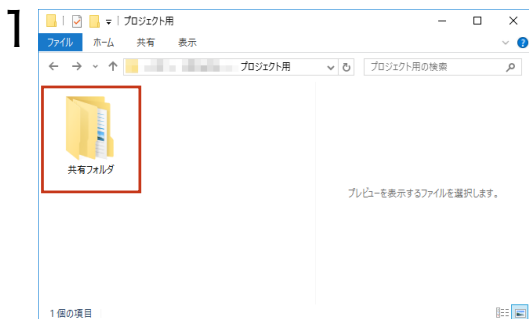 1
プロジェクト用
ファイル ホーム 共有 表示
プロジェクト用 プロジェクト用の検索
共有フォルダ
プレビューを表示するファイルを選択します。
1 個の項目